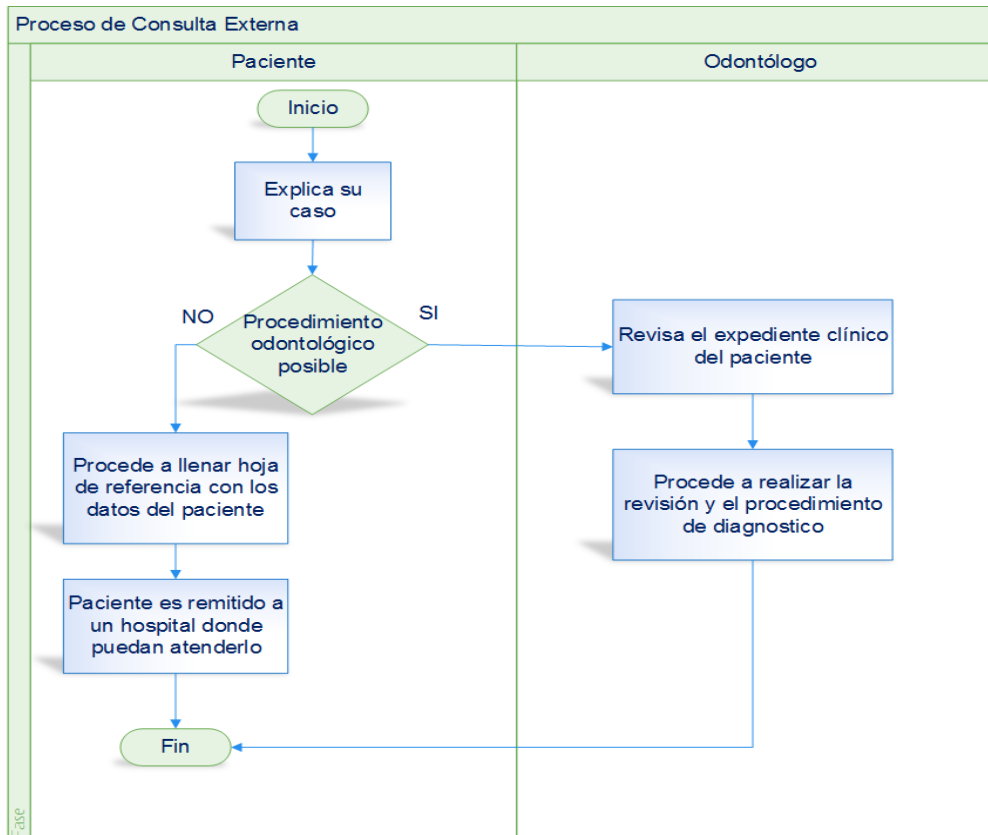 Proceso de Consulta Externa
Paciente
Odontólogo
Inicio
Explica su
caso
NO
Procedimiento
odontológico
posible
SI
Revisa el expediente clínico
del paciente
Procede a llenar hoja
de referencia con los
datos del paciente
Procede a realizar la
revisión y el procedimiento
de diagnostico
Paciente es remitido a
un hospital donde
puedan atenderlo
Fin
Fase